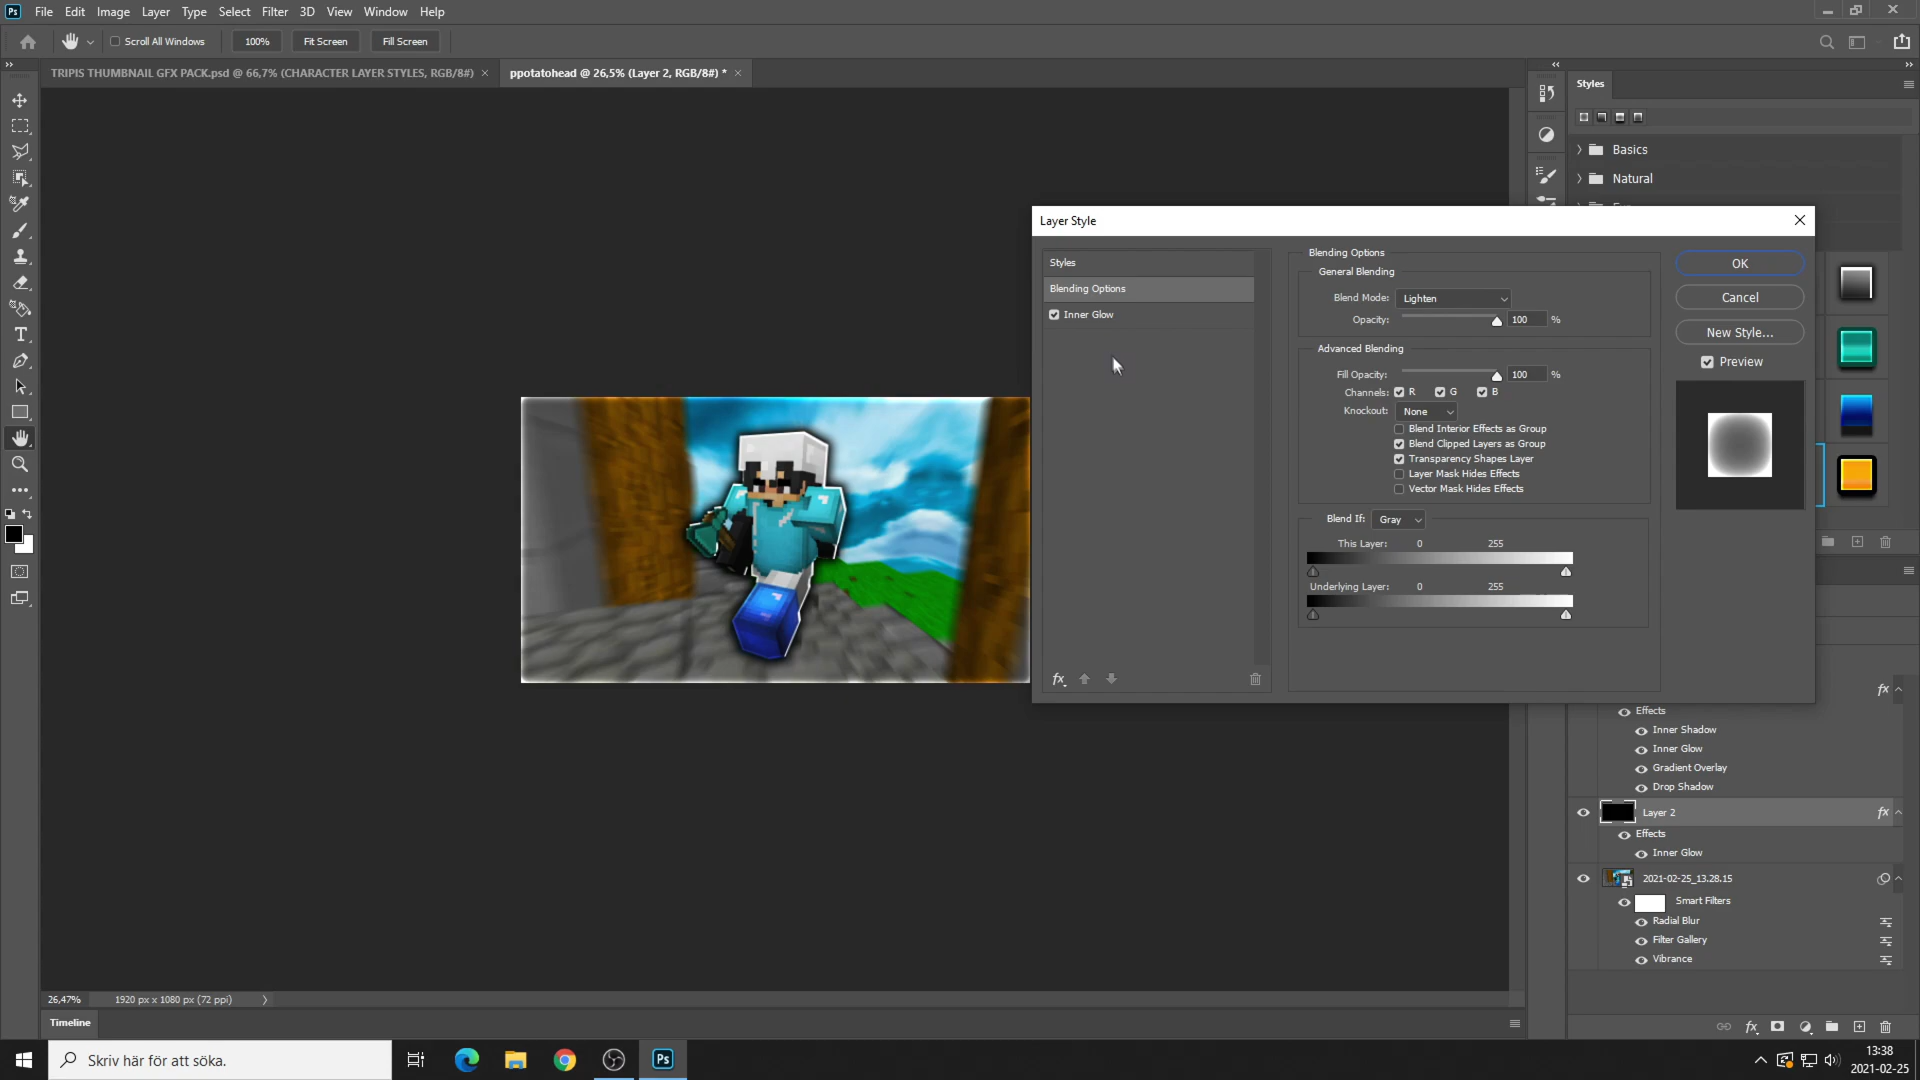 Ps
File Edit Image Layer Type Select Filter 3D View Window Help
Scroll All Windows 100% Fit Screen Fill Screen
TRIPIS THUMBNAIL GFX PACK.psd @ 66,7% (CHARACTER LAYER STYLES, RGB/8#) ×
ppotatohead @ 26,5% (Layer 2, RGB/8#) * ×
Styles
Basics
Natural
Layer Style
Styles
Blending Options
Inner Glow
fx
Blending Options
General Blending
Blend Mode: Lighten
Opacity: 100 %
Advanced Blending
Fill Opacity: 100 %
Channels: R G B
Knockout: None
Blend Interior Effects as Group
Blend Clipped Layers as Group
Transparency Shapes Layer
Layer Mask Hides Effects
Vector Mask Hides Effects
Blend If: Gray
This Layer: 0 255
Underlying Layer: 0 255
OK
Cancel
New Style...
Preview
fx
Effects
Inner Shadow
Inner Glow
Gradient Overlay
Drop Shadow
Layer 2 fx
Effects
Inner Glow
2021-02-25_13.28.15
Smart Filters
Radial Blur
Filter Gallery
Vibrance
fx
26,47% 1920 px x 1080 px (72 ppi)
Timeline
Skriv här för att söka.
Ps
13:38
2021-02-25